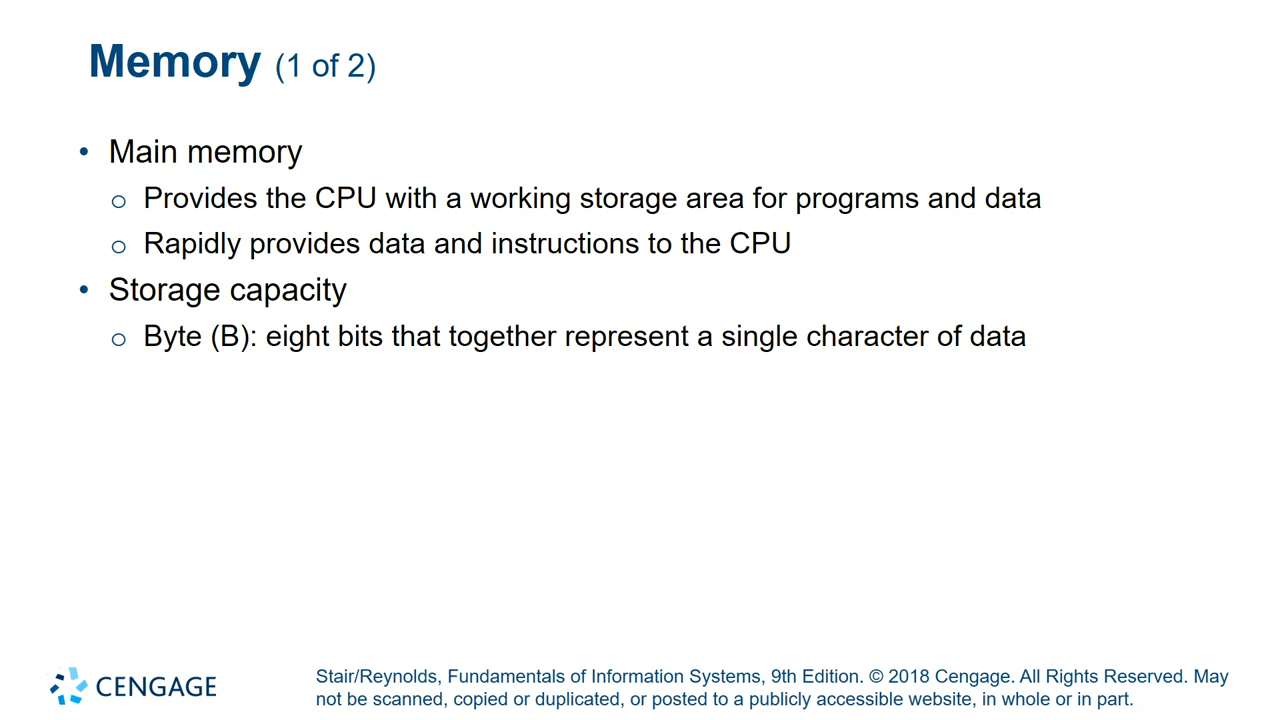 Memory (1 of 2)
• Main memory
o Provides the CPU with a working storage area for programs and data
o Rapidly provides data and instructions to the CPU
• Storage capacity
o Byte (B): eight bits that together represent a single character of data
CENGAGE
Stair/Reynolds, Fundamentals of Information Systems, 9th Edition. © 2018 Cengage. All Rights Reserved. May
not be scanned, copied or duplicated, or posted to a publicly accessible website, in whole or in part.